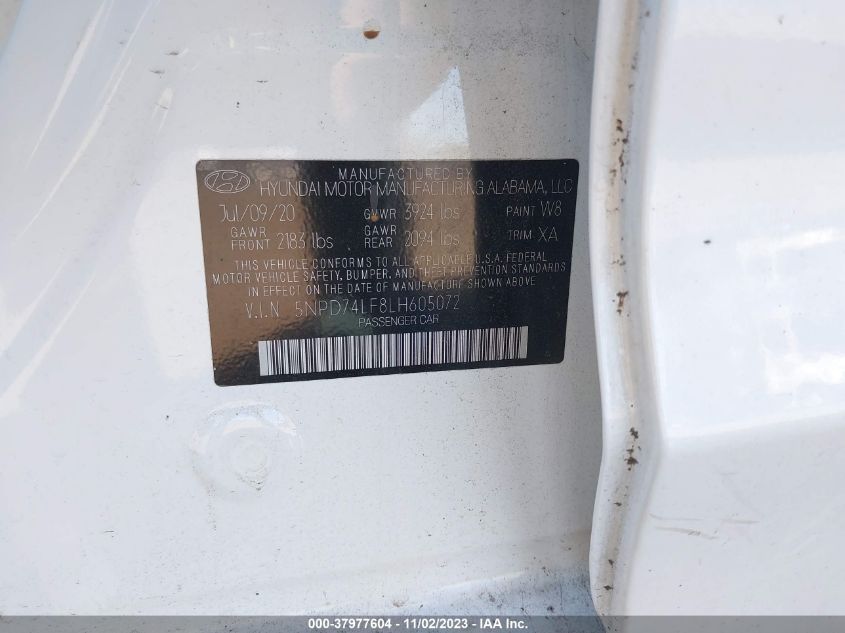 MANUFACTURED BY
HYUNDAI MOTOR MANUFACTURING ALABAMA, LLC
Jul/09/20 GVWR 3924 lbs PAINT W8
GAWR FRONT 2183 lbs GAWR REAR 2094 lbs TRIM XA
THIS VEHICLE CONFORMS TO ALL APPLICABLE U.S.A. FEDERAL
MOTOR VEHICLE SAFETY, BUMPER, AND THEFT PREVENTION STANDARDS
IN EFFECT ON THE DATE OF MANUFACTURE SHOWN ABOVE.
V.I.N 5NPD74LF8LH605072
PASSENGER CAR
000-37977604 - 11/02/2023 - IAA Inc.